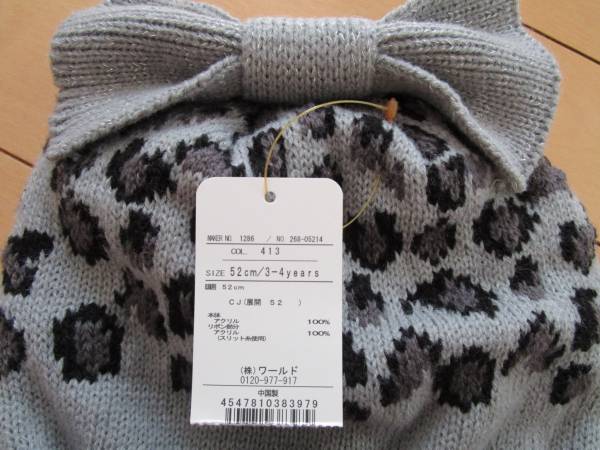 MAKER NO. 1286 / NO 268-05214
COL. 413
SIZE 52cm/3-4years
頭囲 52cm
CJ(展開 52 )
本体
アクリル 100%
リボン部分
アクリル 100%
(スリット糸使用)
(株)ワールド
0120-977-917
中国製
4547810383979